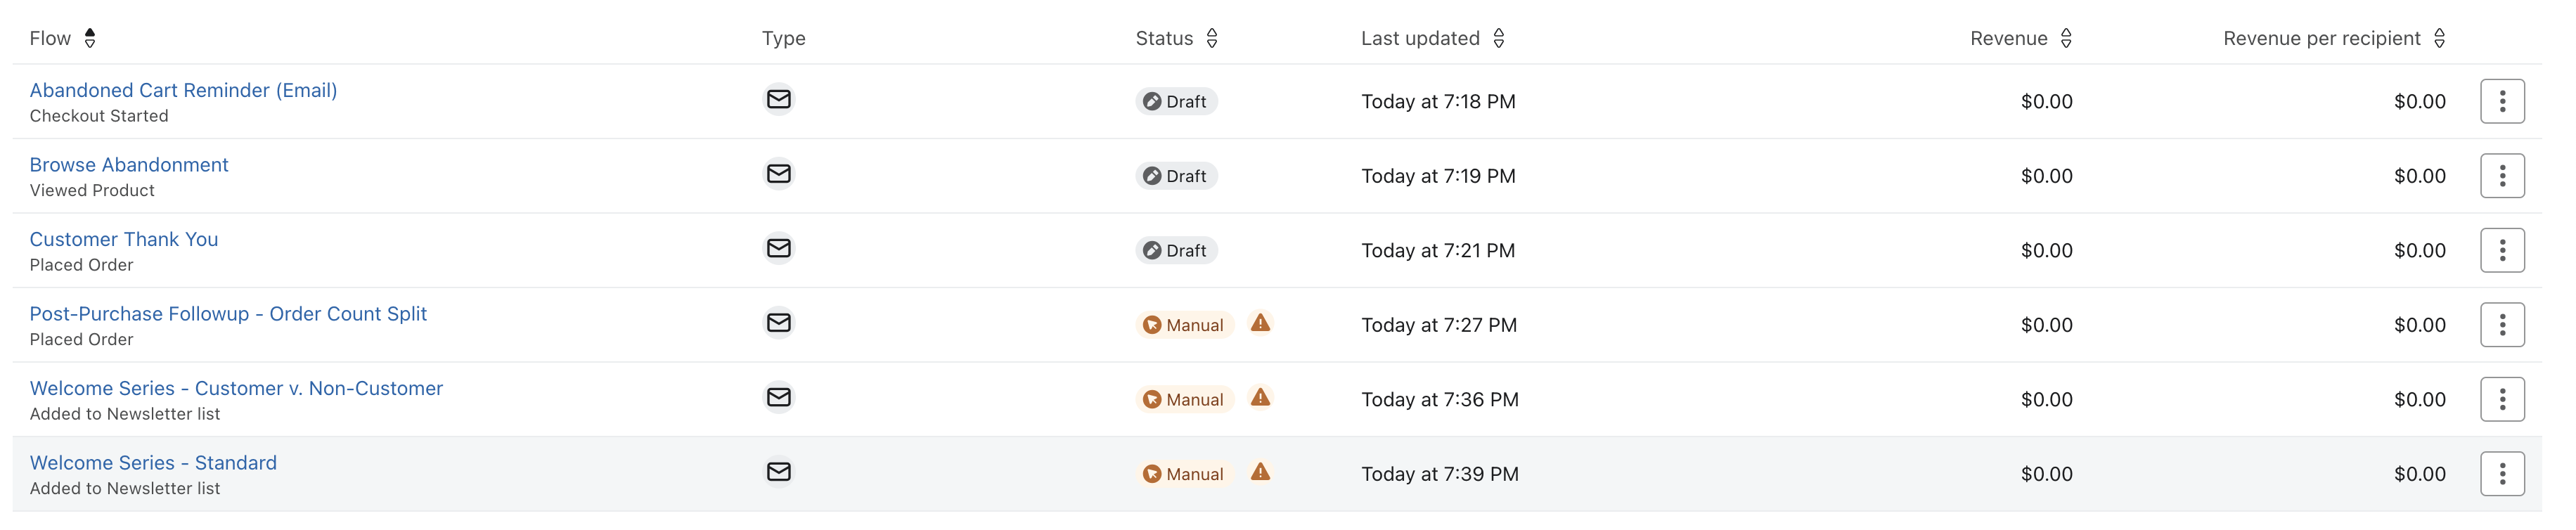 Flow Type Status Last updated Revenue Revenue per recipient
Abandoned Cart Reminder (Email)
Checkout Started
Draft Today at 7:18 PM $0.00 $0.00
Browse Abandonment
Viewed Product
Draft Today at 7:19 PM $0.00 $0.00
Customer Thank You
Placed Order
Draft Today at 7:21 PM $0.00 $0.00
Post-Purchase Followup - Order Count Split
Placed Order
Manual Today at 7:27 PM $0.00 $0.00
Welcome Series - Customer v. Non-Customer
Added to Newsletter list
Manual Today at 7:36 PM $0.00 $0.00
Welcome Series - Standard
Added to Newsletter list
Manual Today at 7:39 PM $0.00 $0.00